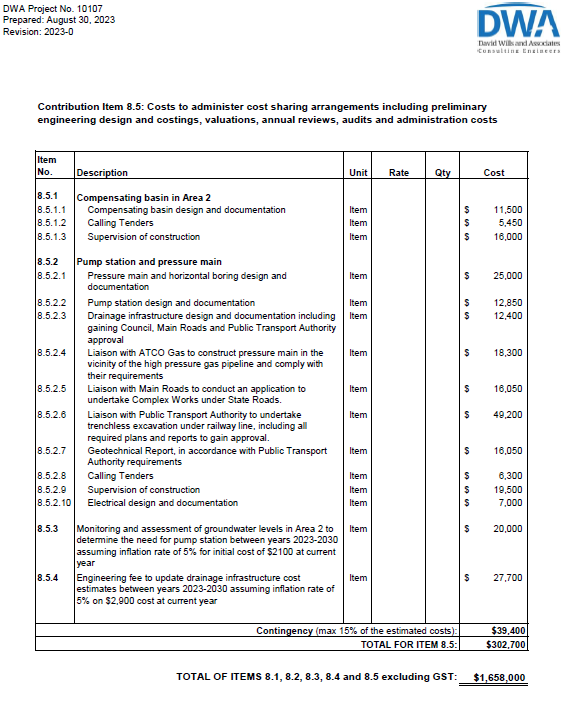 DWA Project No. 10107
Prepared: August 30, 2023
Revision: 2023-0
DWA
David Wills and Associates
Consulting Engineers
Contribution Item 8.5: Costs to administer cost sharing arrangements including preliminary
engineering design and costings, valuations, annual reviews, audits and administration costs
Item
No. Description Unit Rate Qty Cost
8.5.1 Compensating basin in Area 2
8.5.1.1 Compensating basin design and documentation Item $ 11,500
8.5.1.2 Calling Tenders Item $ 5,450
8.5.1.3 Supervision of construction Item $ 16,000
8.5.2 Pump station and pressure main
8.5.2.1 Pressure main and horizontal boring design and Item $ 25,000
documentation
8.5.2.2 Pump station design and documentation Item $ 12,850
8.5.2.3 Drainage infrastructure design and documentation including Item $ 12,400
gaining Council, Main Roads and Public Transport Authority
approval
8.5.2.4 Liaison with ATCO Gas to construct pressure main in the Item $ 18,300
vicinity of the high pressure gas pipeline and comply with
their requirements
8.5.2.5 Liaison with Main Roads to conduct an application to Item $ 16,050
undertake Complex Works under State Roads.
8.5.2.6 Liaison with Public Transport Authority to undertake Item $ 49,200
trenchless excavation under railway line, including all
required plans and reports to gain approval.
8.5.2.7 Geotechnical Report, in accordance with Public Transport Item $ 16,050
Authority requirements
8.5.2.8 Calling Tenders Item $ 6,300
8.5.2.9 Supervision of construction Item $ 19,500
8.5.2.10 Electrical design and documentation Item $ 7,000
8.5.3 Monitoring and assessment of groundwater levels in Area 2 to Item $ 20,000
determine the need for pump station between years 2023-2030
assuming inflation rate of 5% for initial cost of $2100 at current
year
8.5.4 Engineering fee to update drainage infrastructure cost Item $ 27,700
estimates between years 2023-2030 assuming inflation rate of
5% on $2,900 cost at current year
Contingency (max 15% of the estimated costs): $39,400
TOTAL FOR ITEM 8.5: $302,700
TOTAL OF ITEMS 8.1, 8.2, 8.3, 8.4 and 8.5 excluding GST: $1,658,000